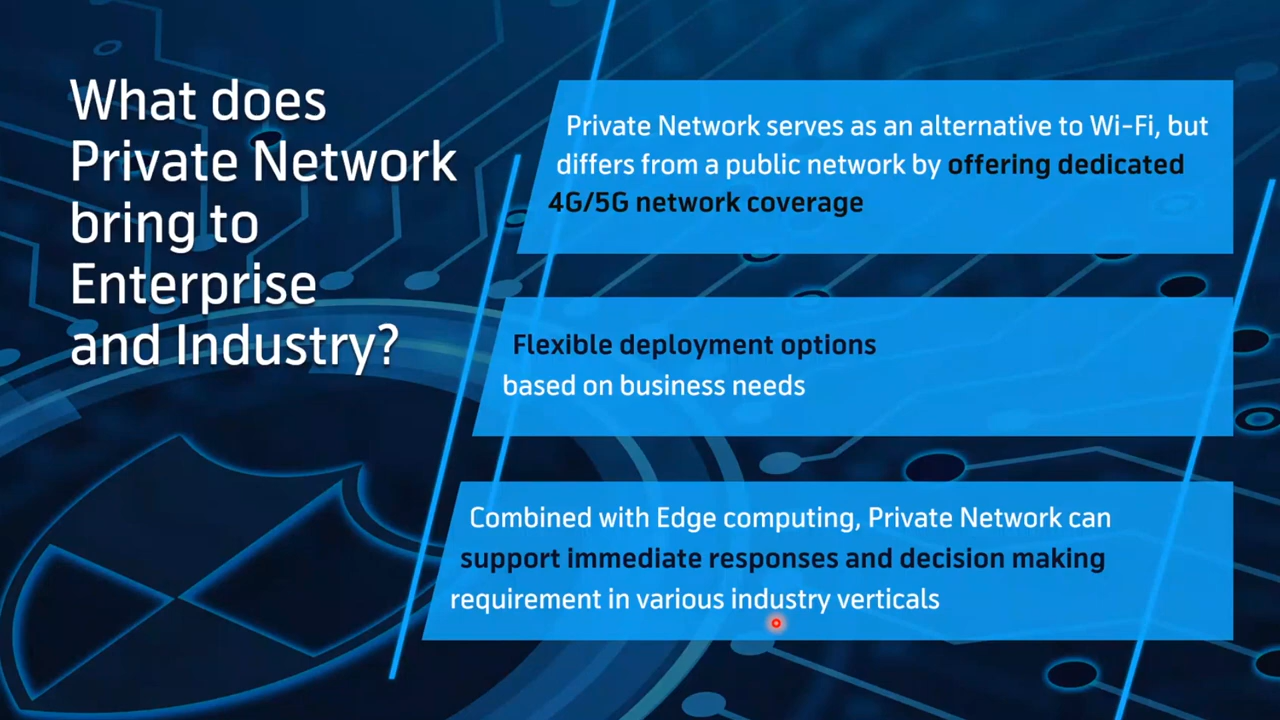 What does
Private Network
bring to
Enterprise
and Industry?
Private Network serves as an alternative to Wi-Fi, but
differs from a public network by offering dedicated
4G/5G network coverage
Flexible deployment options
based on business needs
Combined with Edge computing, Private Network can
support immediate responses and decision making
requirement in various industry verticals